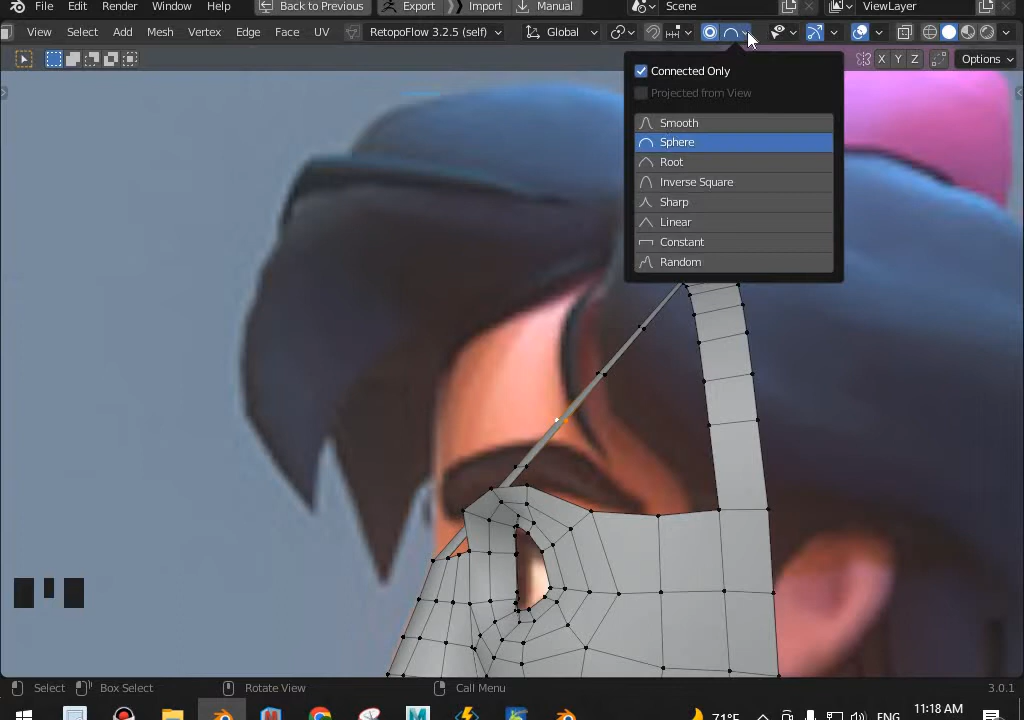 File Edit Render Window Help Back to Previous Export Import Manual Scene ViewLayer
View Select Add Mesh Vertex Edge Face UV RetopoFlow 3.2.5 (self) Global
X Y Z Options
Connected Only
Projected from View
Smooth
Sphere
Root
Inverse Square
Sharp
Linear
Constant
Random
Select Box Select Rotate View Call Menu 3.0.1
71°F ENG 11:18 AM